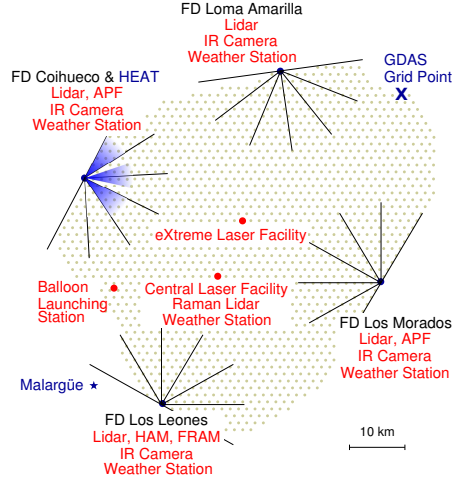 FD Loma Amarilla
Lidar
IR Camera
Weather Station
GDAS
Grid Point
X
FD Coihueco & HEAT
Lidar, APF
IR Camera
Weather Station
eXtreme Laser Facility
Balloon
Launching
Station
Central Laser Facility
Raman Lidar
Weather Station
FD Los Morados
Lidar, APF
IR Camera
Weather Station
Malargüe
FD Los Leones
Lidar, HAM, FRAM
IR Camera
Weather Station
10 km